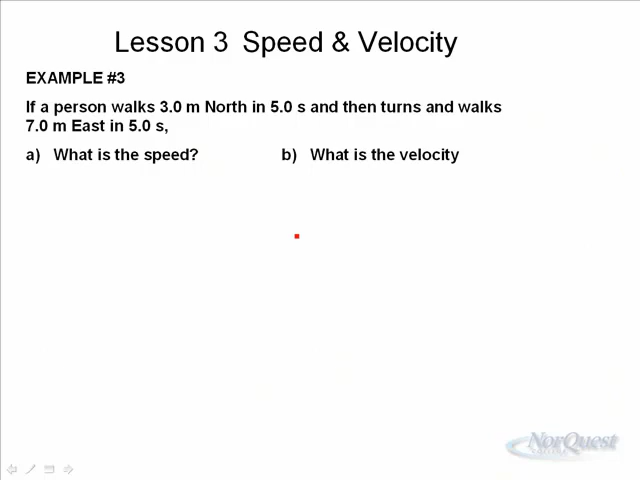 Lesson 3 Speed & Velocity
EXAMPLE #3
If a person walks 3.0 m North in 5.0 s and then turns and walks
7.0 m East in 5.0 s,
a) What is the speed? b) What is the velocity
NorQuest